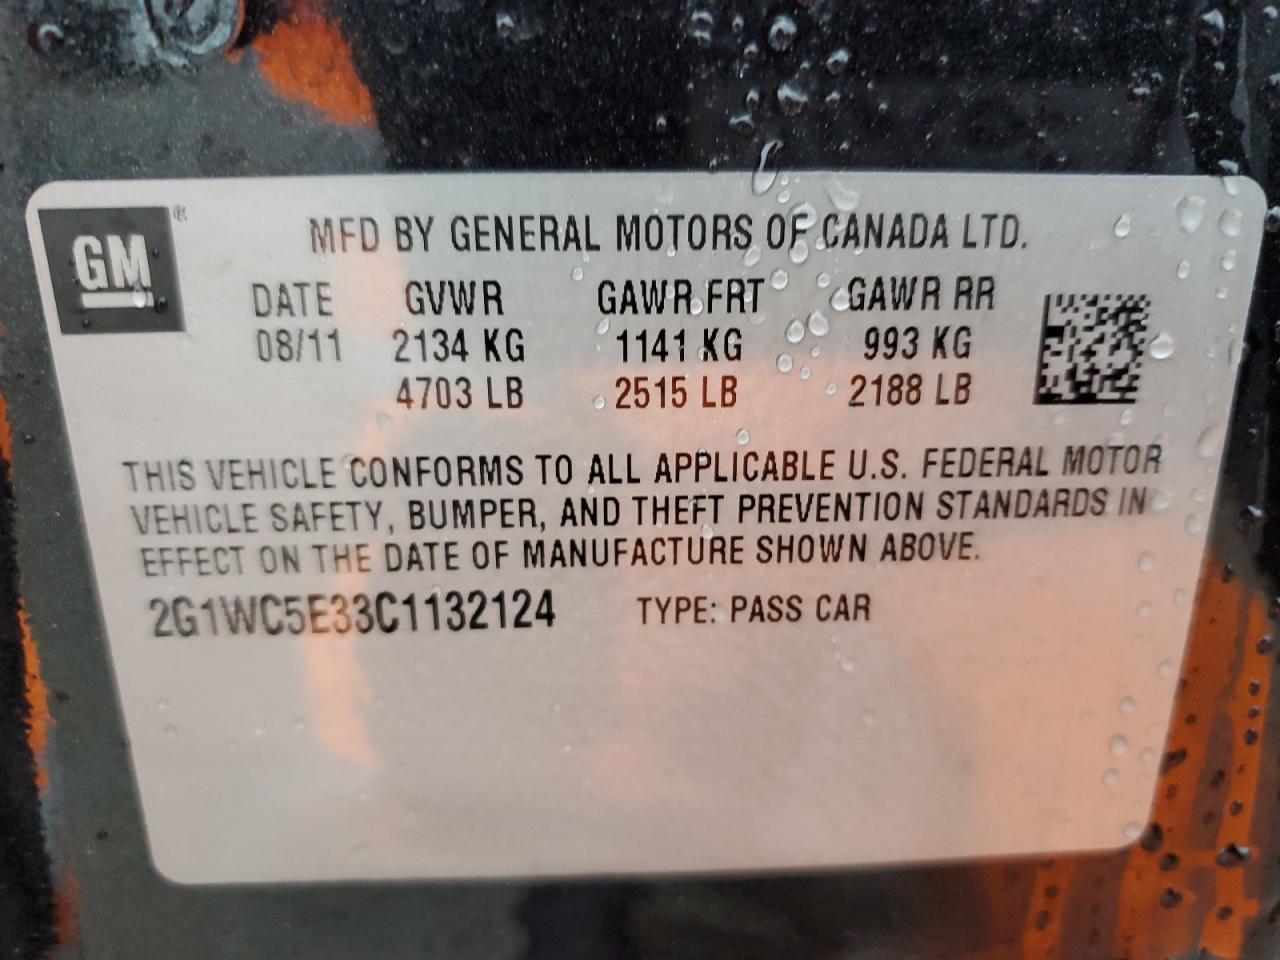 GM®
MFD BY GENERAL MOTORS OF CANADA LTD.
DATE GVWR GAWR FRT GAWR RR
08/11 2134 KG 1141 KG 993 KG
4703 LB 2515 LB 2188 LB
THIS VEHICLE CONFORMS TO ALL APPLICABLE U.S. FEDERAL MOTOR
VEHICLE SAFETY, BUMPER, AND THEFT PREVENTION STANDARDS IN
EFFECT ON THE DATE OF MANUFACTURE SHOWN ABOVE.
2G1WC5E33C1132124 TYPE: PASS CAR